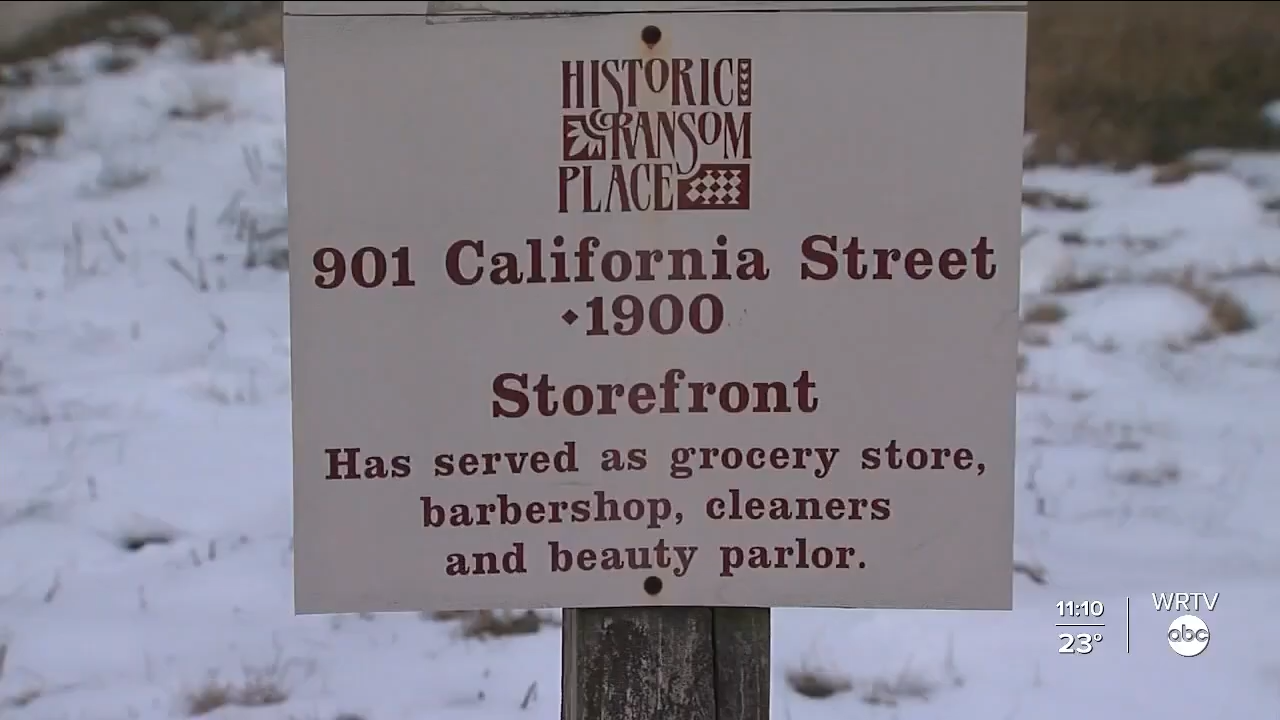 HISTORIC
RANSOM
PLACE
901 California Street
⬥1900
Storefront
Has served as grocery store,
barbershop, cleaners
and beauty parlor.
11:10
23°
WRTV
abc